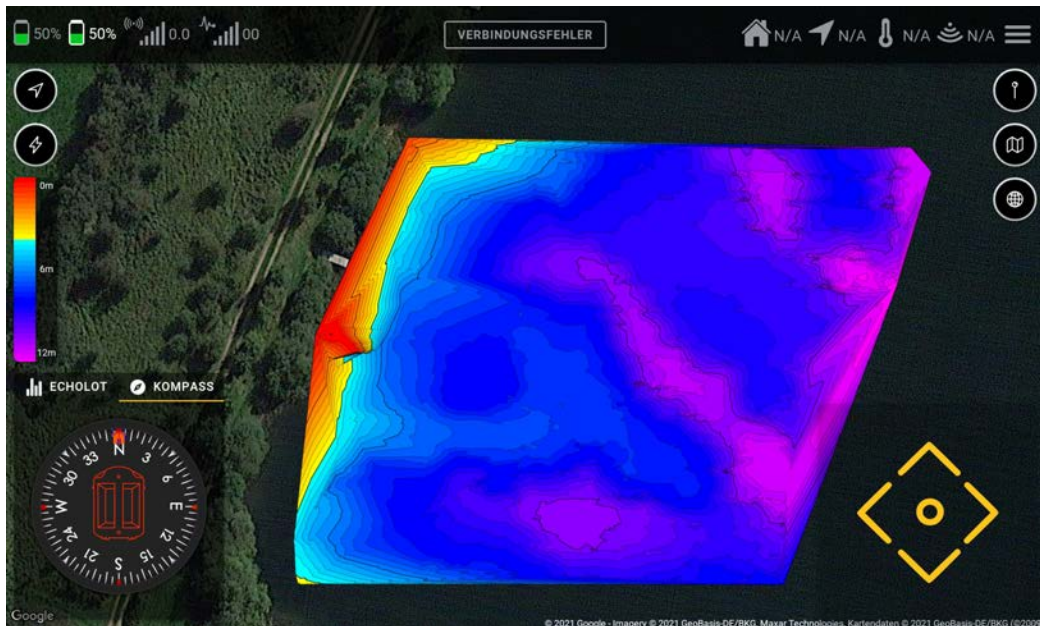 50% 50% 0.0 00 VERBINDUNGSFEHLER N/A N/A N/A N/A
0m
6m
12m
ECHOLOT KOMPASS
N 3 6 E 12 15 S 21 24 W 30 33
Google
© 2021 Google - Imagery © 2021 GeoBasis-DE/BKG, Maxar Technologies, Kartendaten © 2021 GeoBasis-DE/BKG (©2009